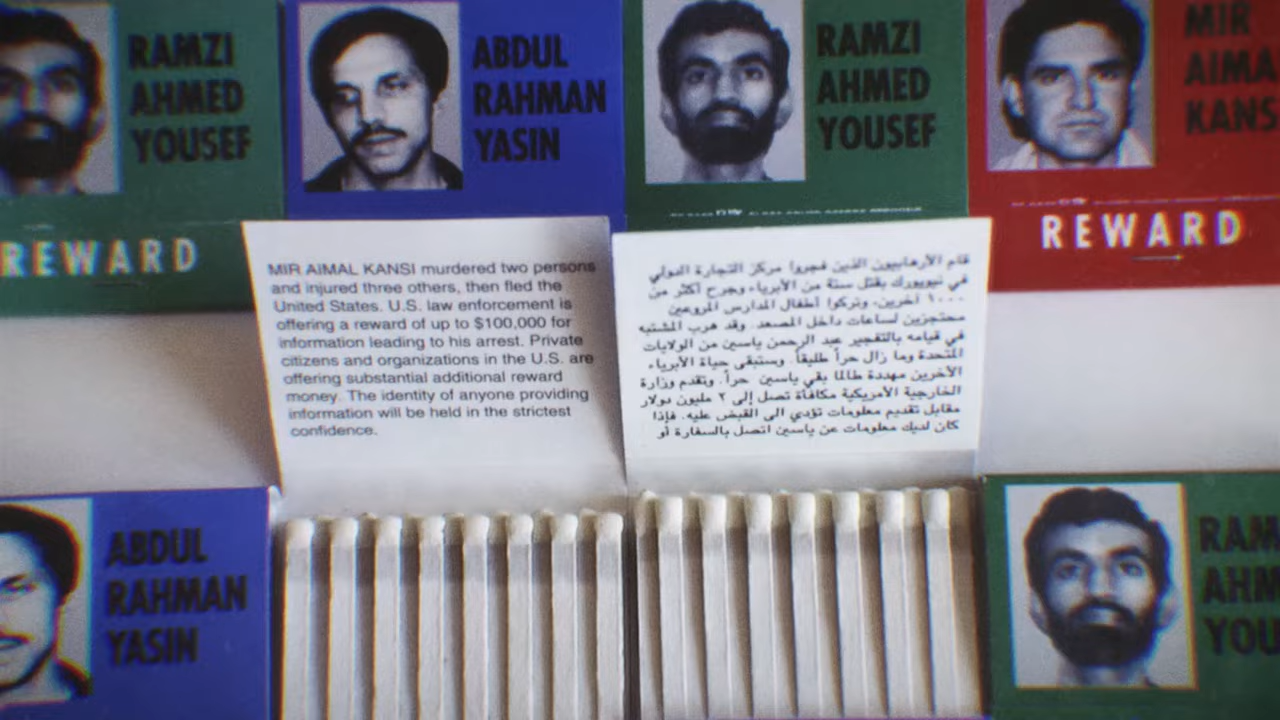 RAMZI
AHMED
YOUSEF
REWARD
ABDUL
RAHMAN
YASIN
RAMZI
AHMED
YOUSEF
MIR
AIMA
KANS
REWARD
MIR AIMAL KANSI murdered two persons
and injured three others, then fled the
United States. U.S. law enforcement is
offering a reward of up to $100,000 for
information leading to his arrest. Private
citizens and organizations in the U.S. are
offering substantial additional reward
money. The identity of anyone providing
information will be held in the strictest
confidence.
قام الأرهابيون الذين فجروا مركز التجارة الدولي
في نيويورك بقتل ستة من الأبرياء وجرح أكثر من
١٠٠٠ آخرين، وتركوا أطفال المدارس المروعين
محتجزين لساعات داخل المصعد. وقد هرب المشتبه
في قيامه بالتفجير عبد الرحمن ياسين من الولايات
المتحدة وما زال حراً طليقاً. وستبقى حياة الأبرياء
الآخرين مهددة طالما بقي ياسين حراً. وتقدم وزارة
الخارجية الأمريكية مكافأة تصل إلى ٢ مليون دولار
مقابل تقديم معلومات تؤدي الى القبض عليه. فإذا
كان لديك معلومات عن ياسين اتصل بالسفارة أو
ABDUL
RAHMAN
YASIN
RAM
AHM
YOU